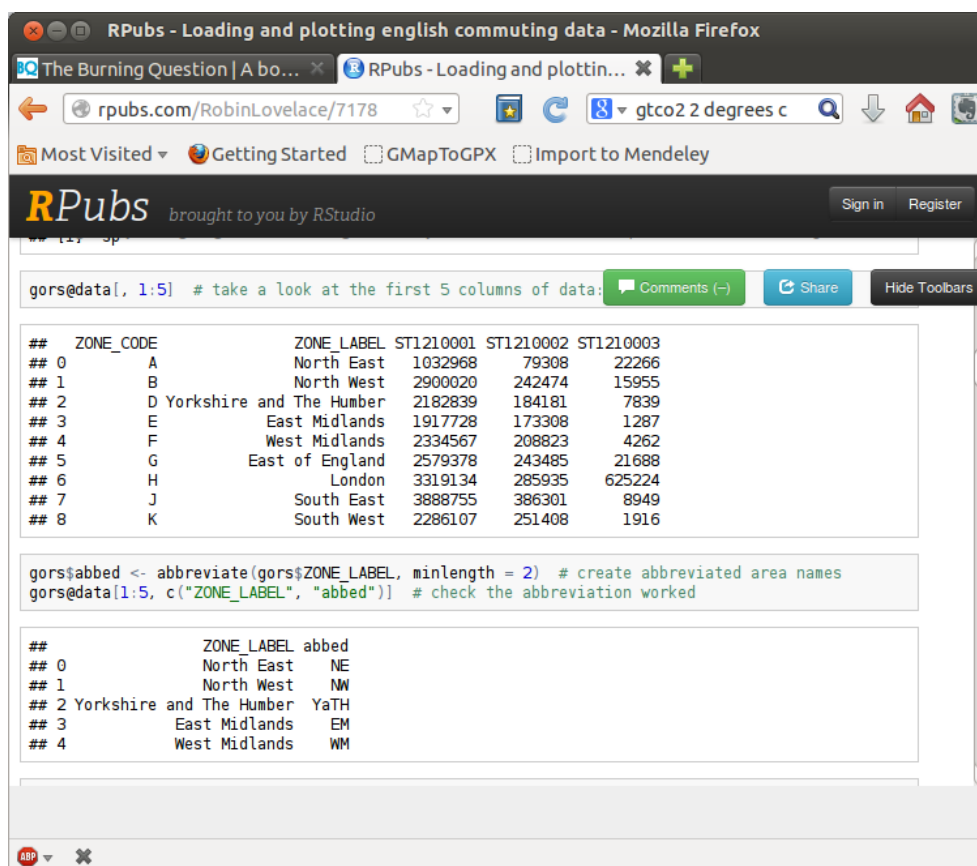 RPubs - Loading and plotting english commuting data - Mozilla Firefox
BQ The Burning Question | A bo... R RPubs - Loading and plottin...
rpubs.com/RobinLovelace/7178 8 gtco2 2 degrees c
Most Visited Getting Started GMapToGPX Import to Mendeley
RPubs brought to you by RStudio Sign in Register
gors@data[, 1:5]  # take a look at the first 5 columns of data: Comments (–) Share Hide Toolbars
##   ZONE_CODE               ZONE_LABEL ST1210001 ST1210002 ST1210003
## 0         A               North East   1032968     79308     22266
## 1         B               North West   2900020    242474     15955
## 2         D Yorkshire and The Humber   2182839    184181      7839
## 3         E            East Midlands   1917728    173308      1287
## 4         F            West Midlands   2334567    208823      4262
## 5         G          East of England   2579378    243485     21688
## 6         H                   London   3319134    285935    625224
## 7         J               South East   3888755    386301      8949
## 8         K               South West   2286107    251408      1916
gors$abbed <- abbreviate(gors$ZONE_LABEL, minlength = 2)  # create abbreviated area names
gors@data[1:5, c("ZONE_LABEL", "abbed")]  # check the abbreviation worked
##                 ZONE_LABEL abbed
## 0               North East    NE
## 1               North West    NW
## 2 Yorkshire and The Humber  YaTH
## 3            East Midlands    EM
## 4            West Midlands    WM
ABP